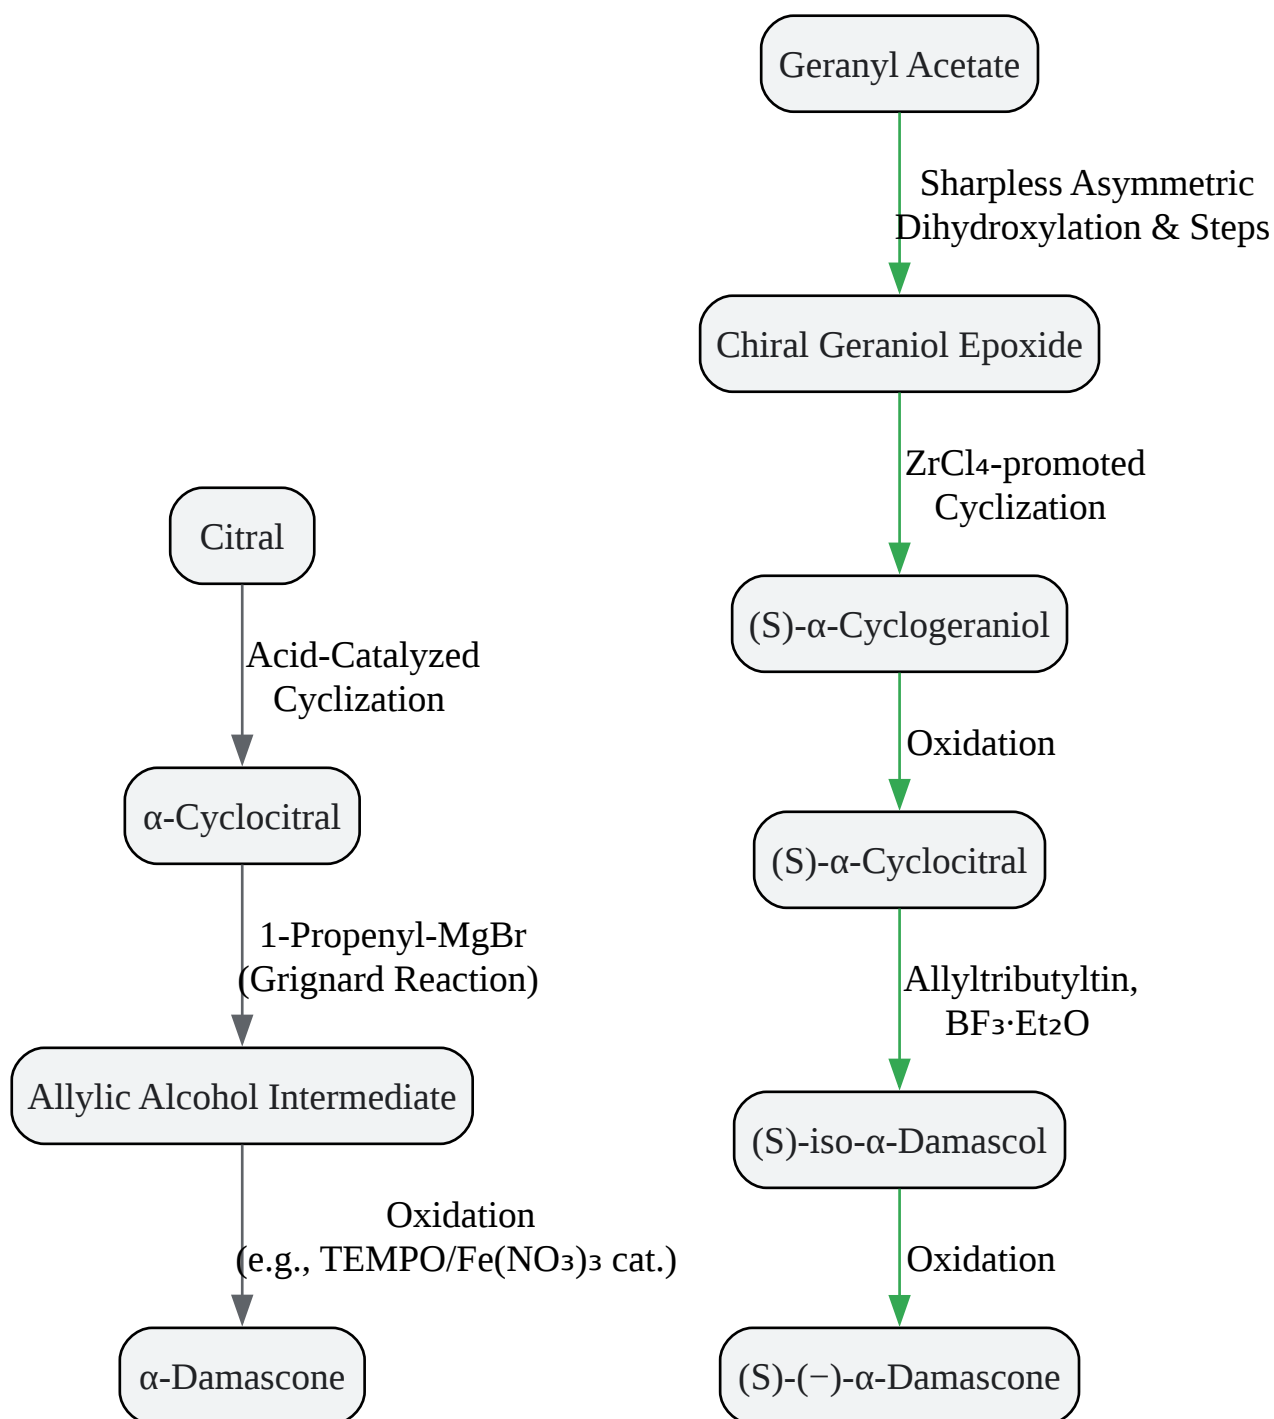 Geranyl Acetate
Sharpless Asymmetric
Dihydroxylation & Steps
Chiral Geraniol Epoxide
ZrCl₄-promoted
Cyclization
(S)-α-Cyclogeraniol
Oxidation
(S)-α-Cyclocitral
Allyltributyltin,
BF₃·Et₂O
(S)-iso-α-Damascol
Oxidation
(S)-(−)-α-Damascone
Citral
Acid-Catalyzed
Cyclization
α-Cyclocitral
1-Propenyl-MgBr
(Grignard Reaction)
Allylic Alcohol Intermediate
Oxidation
(e.g., TEMPO/Fe(NO₃)₃ cat.)
α-Damascone